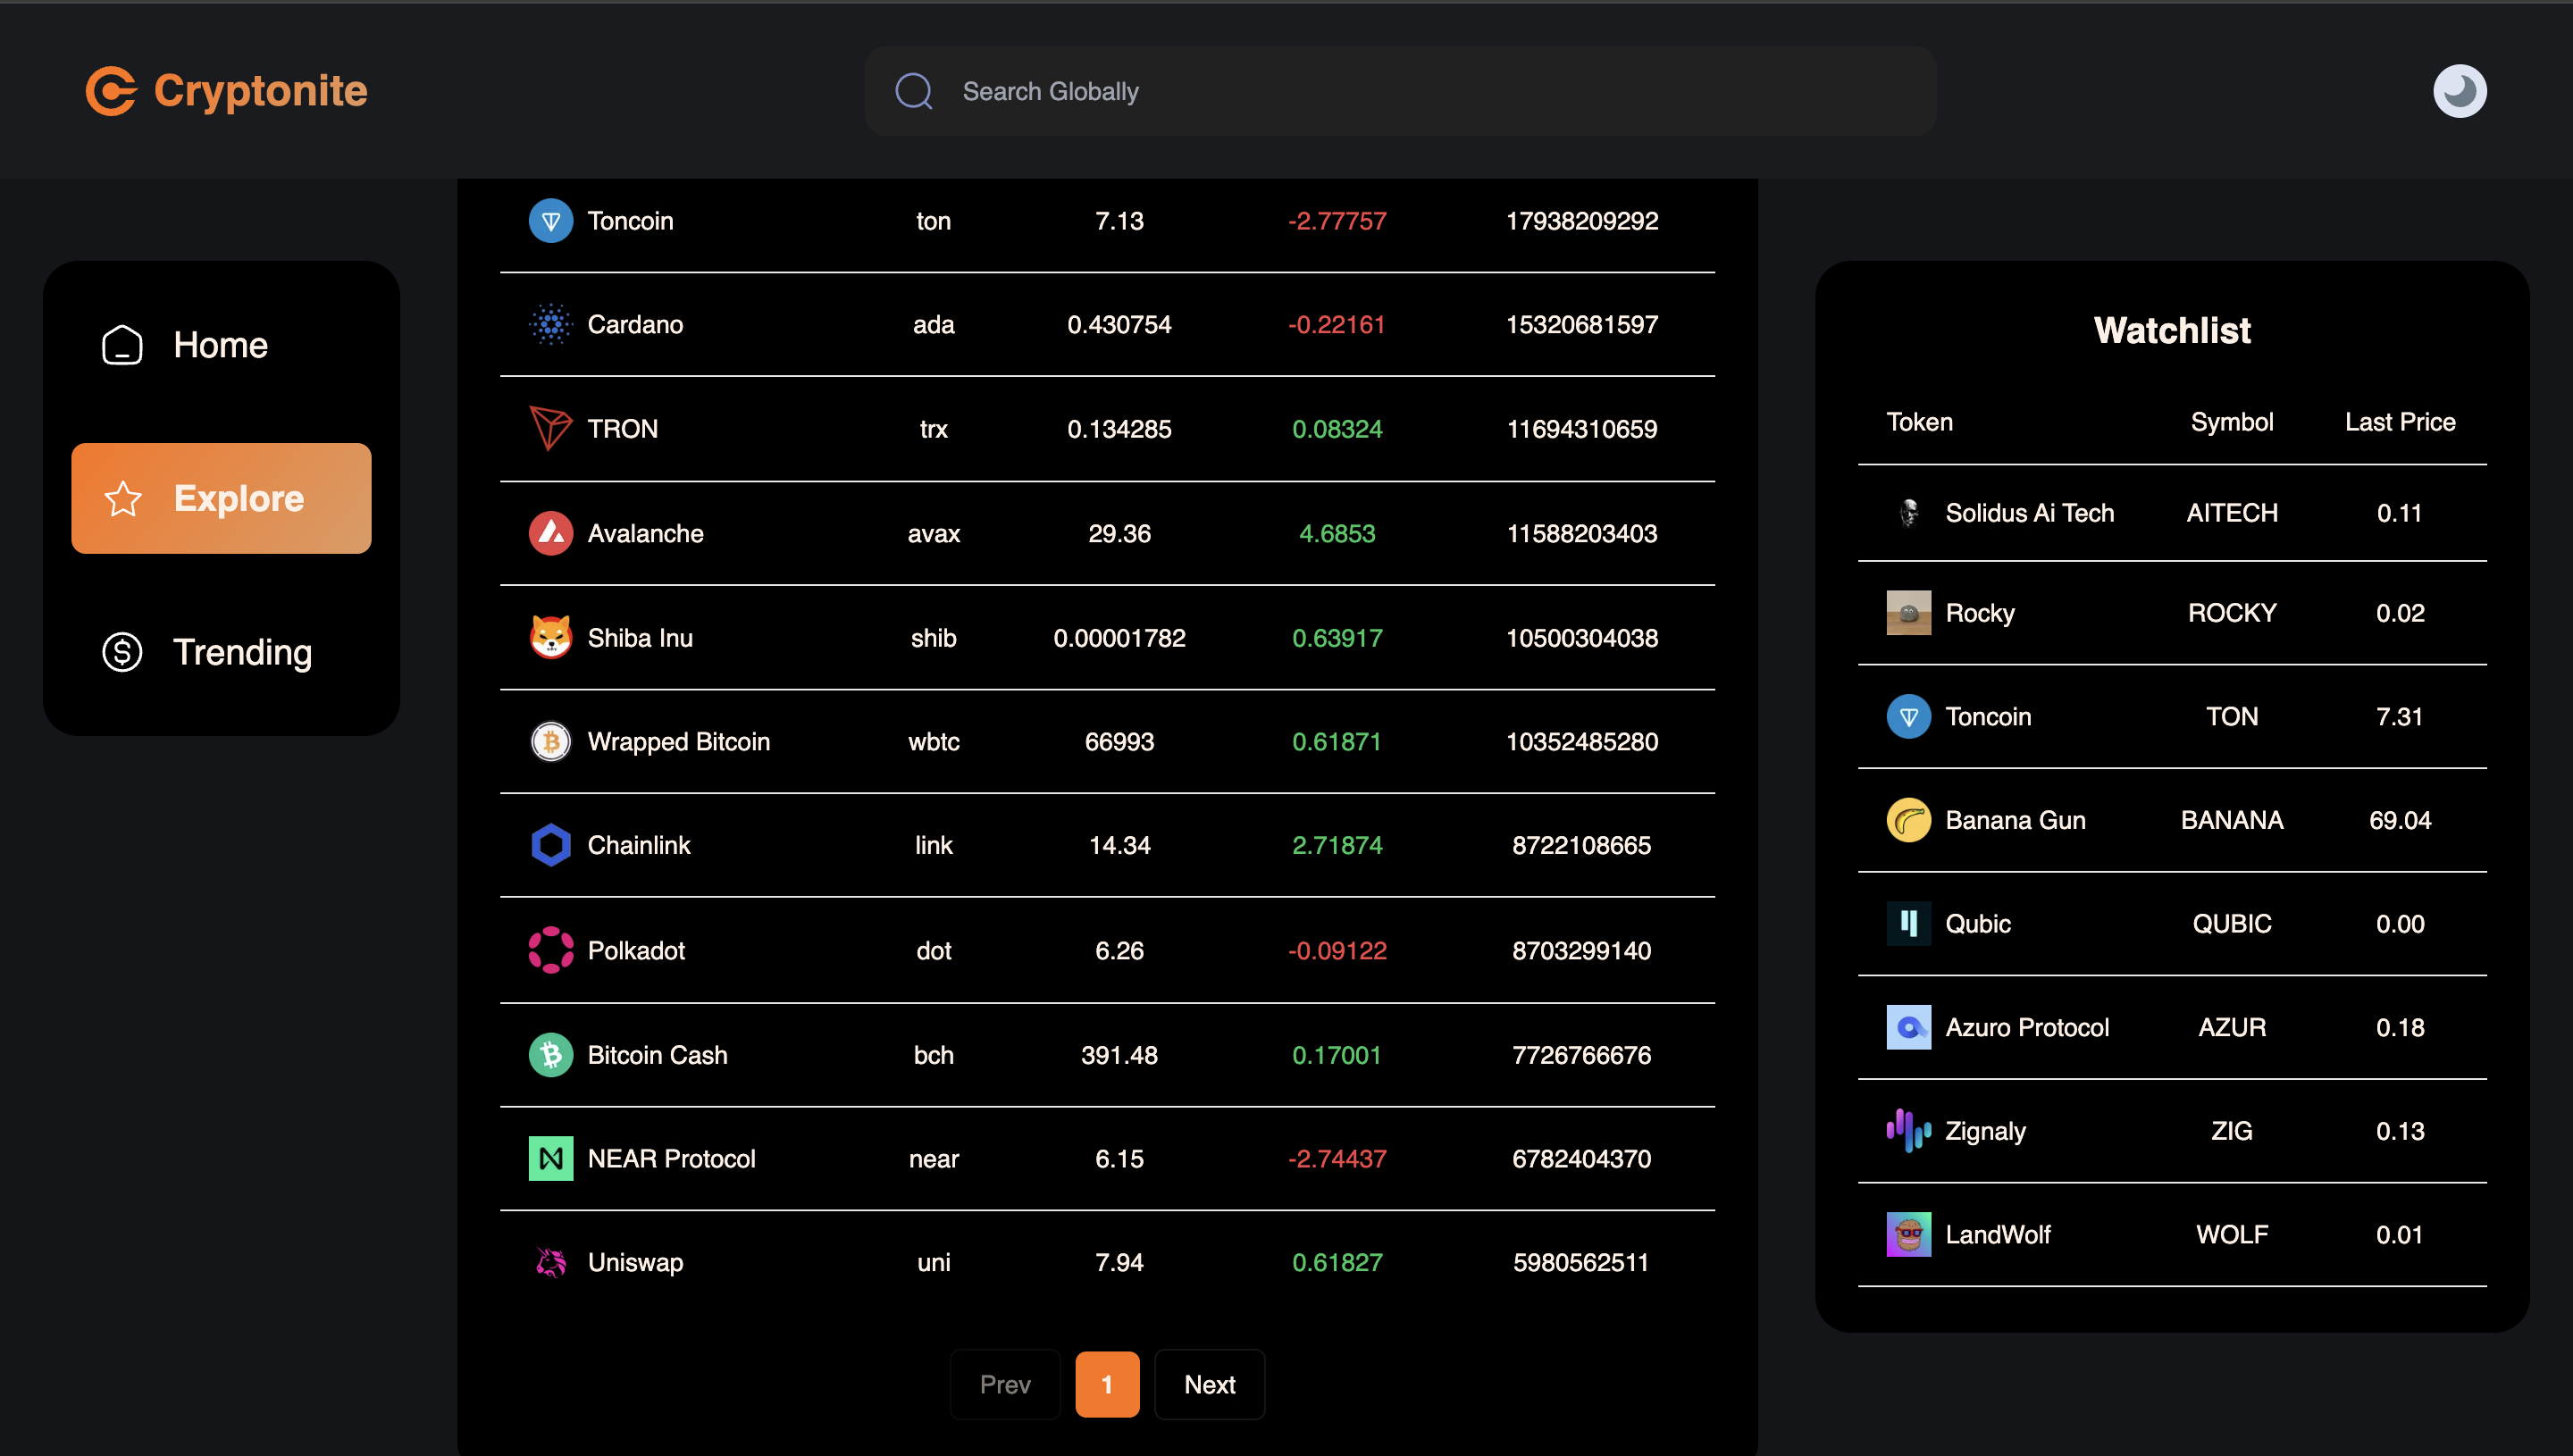 Cryptonite
Search Globally
Home
Explore
Trending
Toncoin ton 7.13 -2.77757 17938209292
Cardano ada 0.430754 -0.22161 15320681597
TRON trx 0.134285 0.08324 11694310659
Avalanche avax 29.36 4.6853 11588203403
Shiba Inu shib 0.00001782 0.63917 10500304038
Wrapped Bitcoin wbtc 66993 0.61871 10352485280
Chainlink link 14.34 2.71874 8722108665
Polkadot dot 6.26 -0.09122 8703299140
Bitcoin Cash bch 391.48 0.17001 7726766676
NEAR Protocol near 6.15 -2.74437 6782404370
Uniswap uni 7.94 0.61827 5980562511
Prev 1 Next
Watchlist
Token Symbol Last Price
Solidus Ai Tech AITECH 0.11
Rocky ROCKY 0.02
Toncoin TON 7.31
Banana Gun BANANA 69.04
Qubic QUBIC 0.00
Azuro Protocol AZUR 0.18
Zignaly ZIG 0.13
LandWolf WOLF 0.01